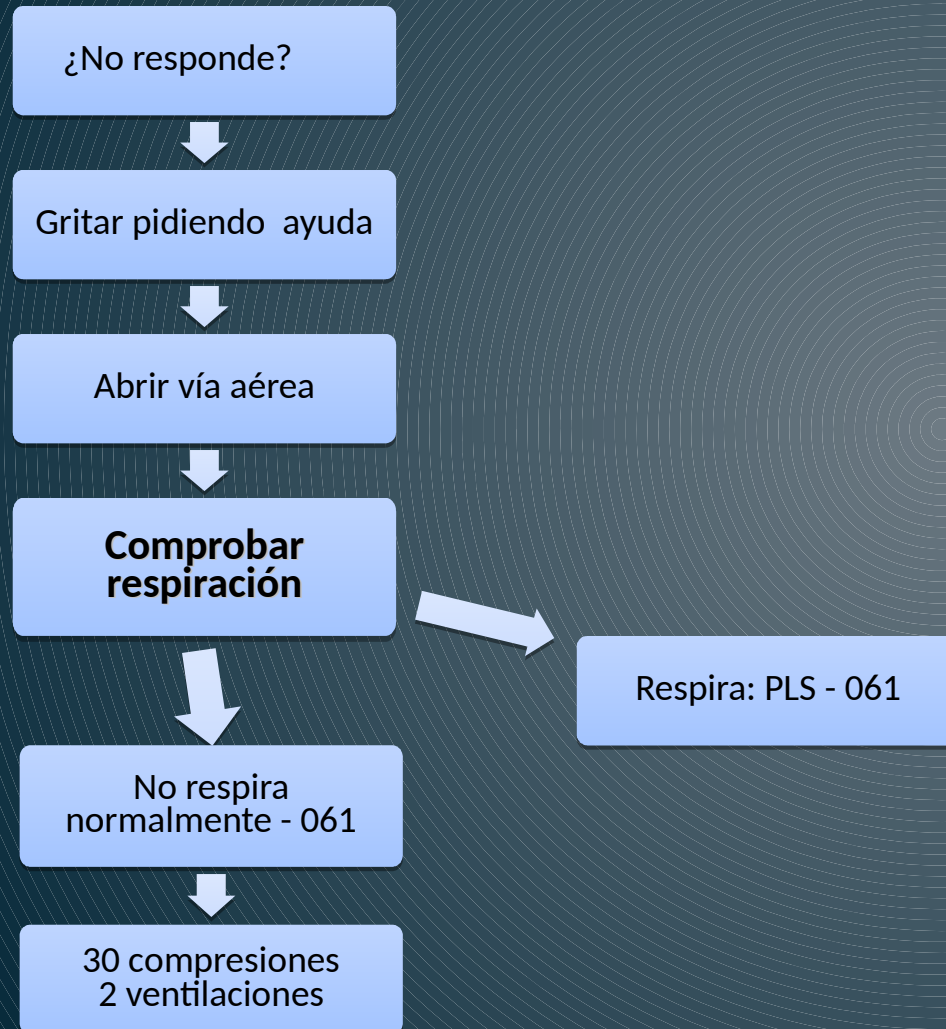 ¿No responde?
Gritar pidiendo  ayuda
Abrir vía aérea
Comprobar
respiración
Respira: PLS - 061
No respira
normalmente - 061
30 compresiones
2 ventilaciones